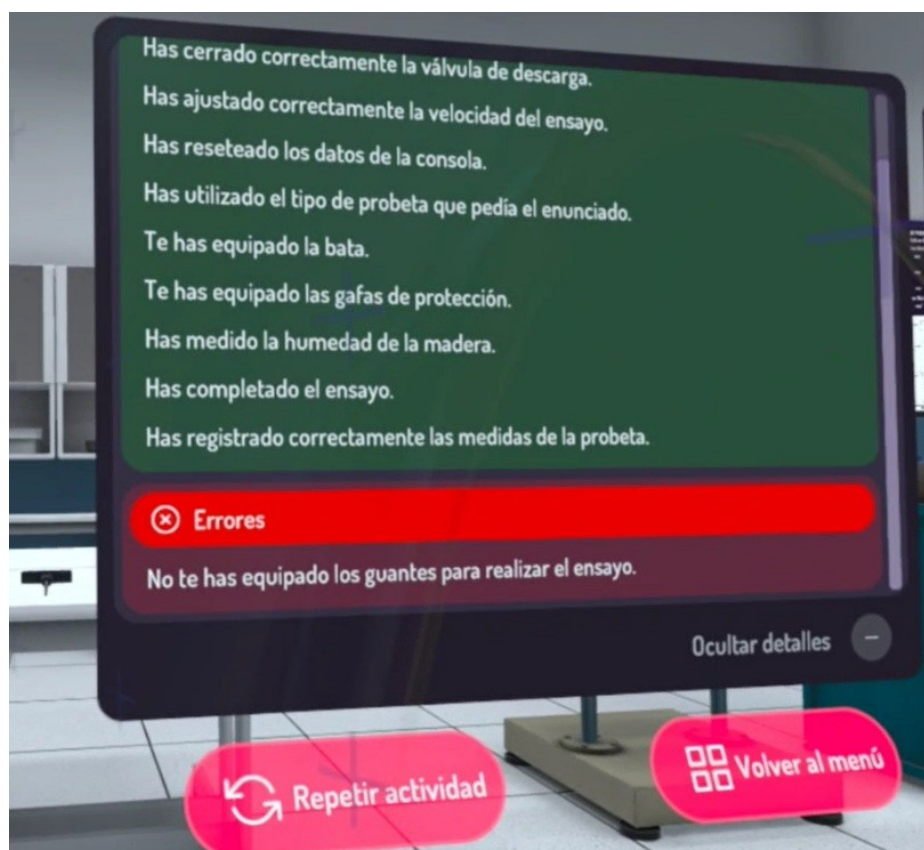 Has cerrado correctamente la válvula de descarga.
Has ajustado correctamente la velocidad del ensayo.
Has reseteado los datos de la consola.
Has utilizado el tipo de probeta que pedía el enunciado.
Te has equipado la bata.
Te has equipado las gafas de protección.
Has medido la humedad de la madera.
Has completado el ensayo.
Has registrado correctamente las medidas de la probeta.
Errores
No te has equipado los guantes para realizar el ensayo.
Ocultar detalles
Repetir actividad
Volver al menú